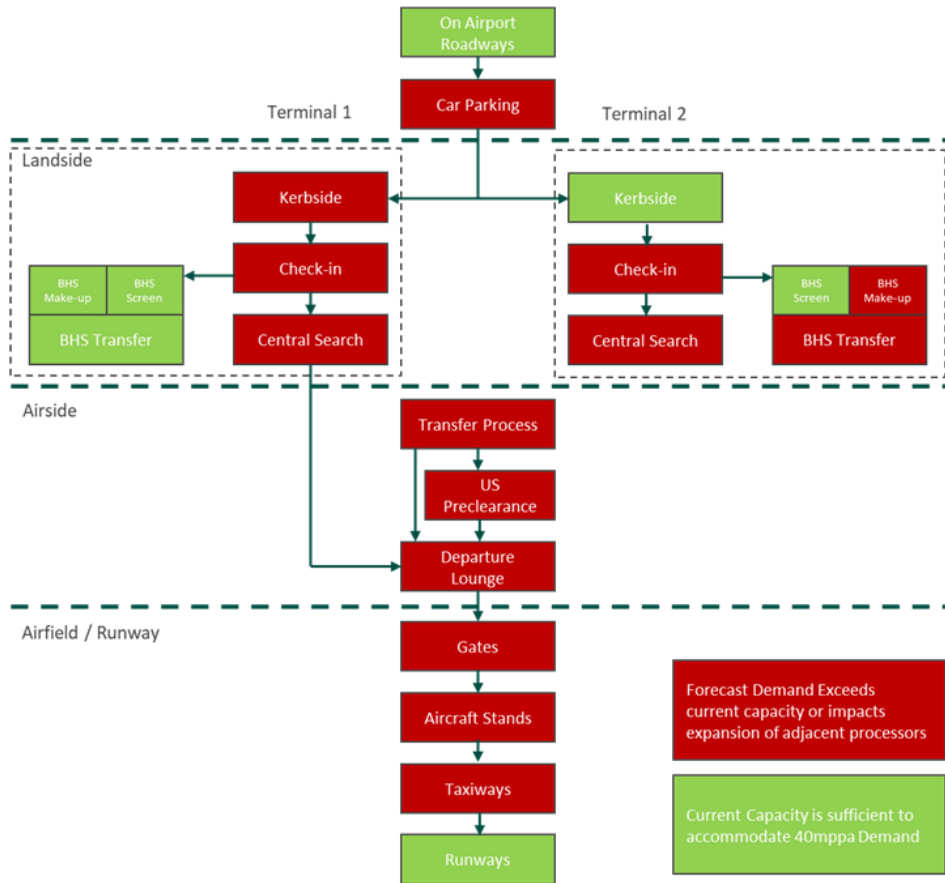 On Airport
Roadways
Car Parking
Terminal 1
Terminal 2
Landside
Kerbside
Kerbside
Check-in
Check-in
BHS
Make-up
BHS
Screen
BHS Transfer
BHS
Screen
BHS
Make-up
BHS Transfer
Central Search
Central Search
Airside
Transfer Process
US
Preclearance
Departure
Lounge
Airfield / Runway
Gates
Aircraft Stands
Taxiways
Runways
Forecast Demand Exceeds
current capacity or impacts
expansion of adjacent processors
Current Capacity is sufficient to
accommodate 40mppa Demand